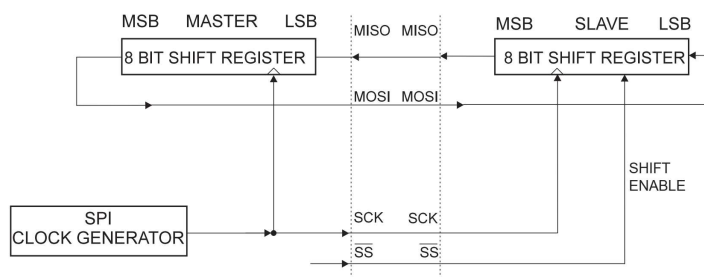 MSB MASTER LSB
MISO MISO
MSB SLAVE LSB
8 BIT SHIFT REGISTER
8 BIT SHIFT REGISTER
MOSI MOSI
SHIFT
ENABLE
SPI
CLOCK GENERATOR
SCK SCK
SS SS